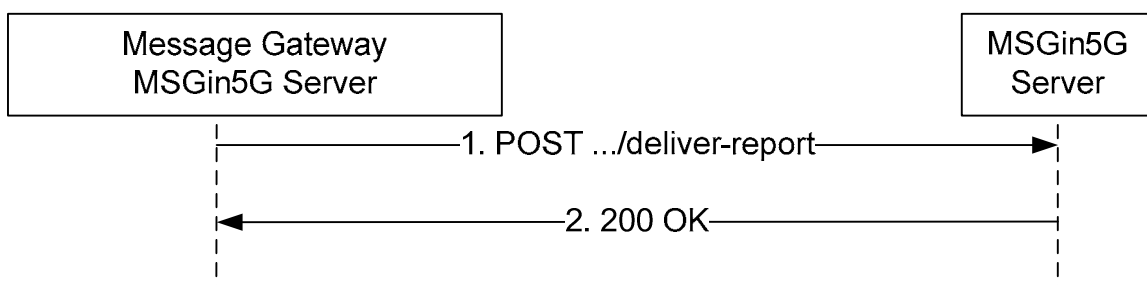 Message Gateway
MSGin5G Server
MSGin5G
Server
1. POST .../deliver-report
2. 200 OK